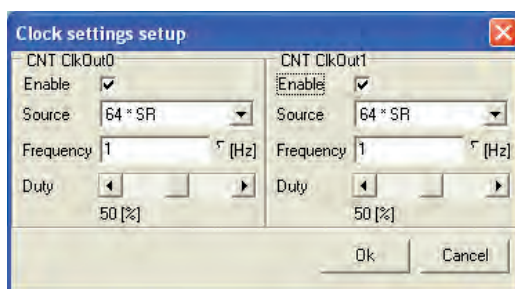 Clock settings setup
CNT ClkOut0
Enable
Source 64 * SR
Frequency 1 [Hz]
Duty
50 [%]
CNT ClkOut1
Enable
Source 64 * SR
Frequency 1 [Hz]
Duty
50 [%]
Ok Cancel